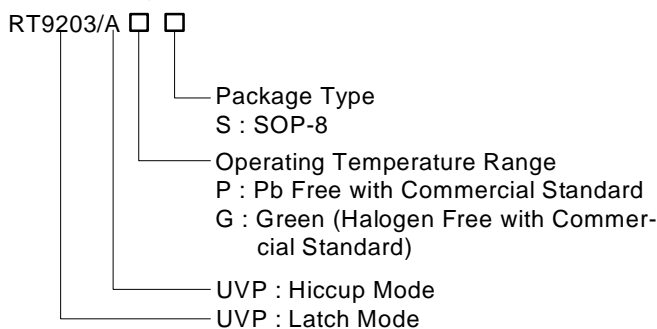 RT9203/A □ □
Package Type
S : SOP-8
Operating Temperature Range
P : Pb Free with Commercial Standard
G : Green (Halogen Free with Commer-
cial Standard)
UVP : Hiccup Mode
UVP : Latch Mode